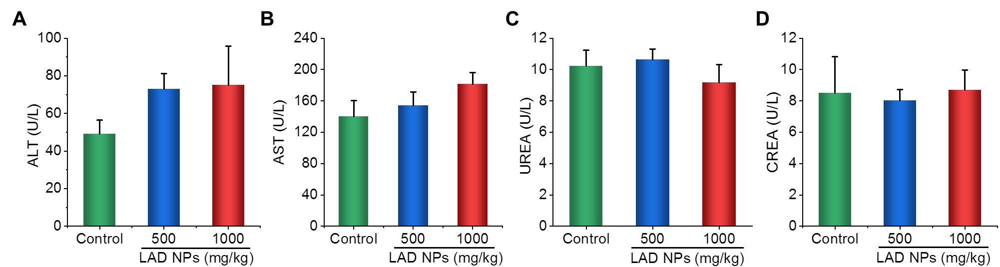 A
100
80
60
40
20
0
ALT (U/L)
Control 500 1000
LAD NPs (mg/kg)
B
240
200
160
120
80
40
0
AST (U/L)
Control 500 1000
LAD NPs (mg/kg)
C
12
10
8
6
4
2
0
UREA (U/L)
Control 500 1000
LAD NPs (mg/kg)
D
12
10
8
6
4
2
0
CREA (U/L)
Control 500 1000
LAD NPs (mg/kg)